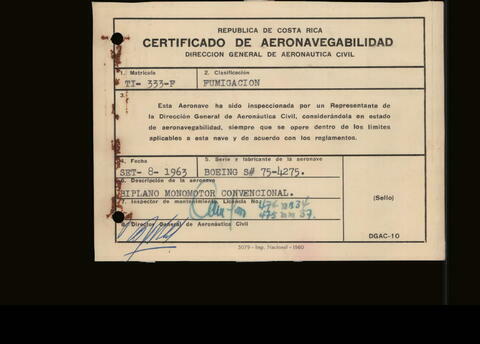 REPUBLICA DE COSTA RICA
CERTIFICADO DE AERONAVEGABILIDAD
DIRECCION GENERAL DE AERONAUTICA CIVIL
1. Matrícula
2. Clasificación
TI- 333-F
FUMIGACION
3.
Esta Aeronave ha sido inspeccionada por un Representante de
la Dirección General de Aeronáutica Civil, considerándola en estado
de aeronavegabilidad, siempre que se opere dentro de los límites
aplicables a esta nave y de acuerdo con los reglamentos.
4. Fecha
5. Serie y fabricante de la aeronave
SET- 8-1963
BOEING S# 75-4275.
6. Descripción de la aeronave
BIPLANO MONOMOTOR CONVENCIONAL.
7. Inspector de mantenimiento. Licencia No.
(Sello)
8. Director General de Aeronáutica Civil
DGAC-10
5079 - Imp. Nacional - 1960